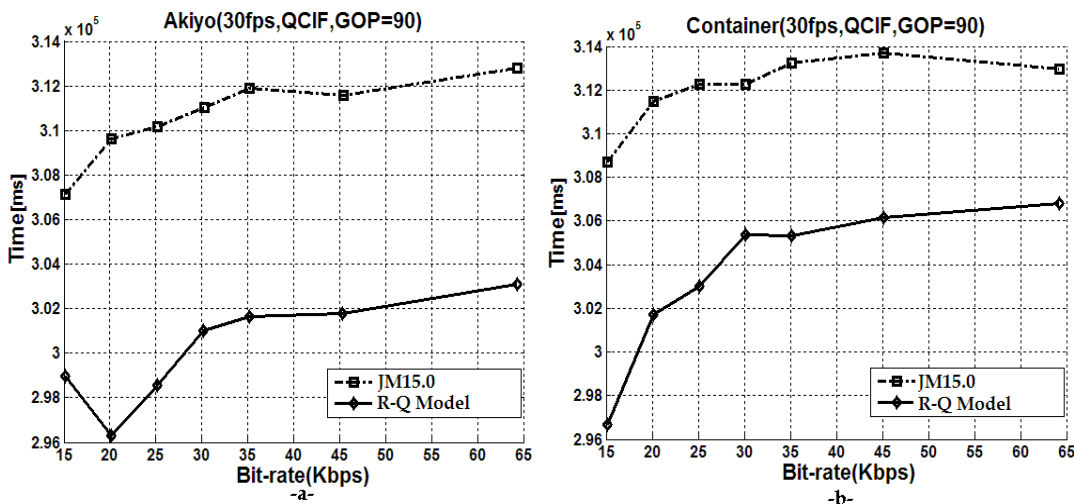 Akiyo(30fps,QCIF,GOP=90)
x 10^5
3.14
3.12
3.1
3.08
3.06
3.04
3.02
3
2.98
2.96
Time[ms]
JM15.0
R-Q Model
15 20 25 30 35 40 45 50 55 60 65
Bit-rate(Kbps)
-a-
Container(30fps,QCIF,GOP=90)
x 10^5
3.14
3.12
3.1
3.08
3.06
3.04
3.02
3
2.98
2.96
Time[ms]
JM15.0
R-Q Model
15 20 25 30 35 40 45 50 55 60 65
Bit-rate(Kbps)
-b-